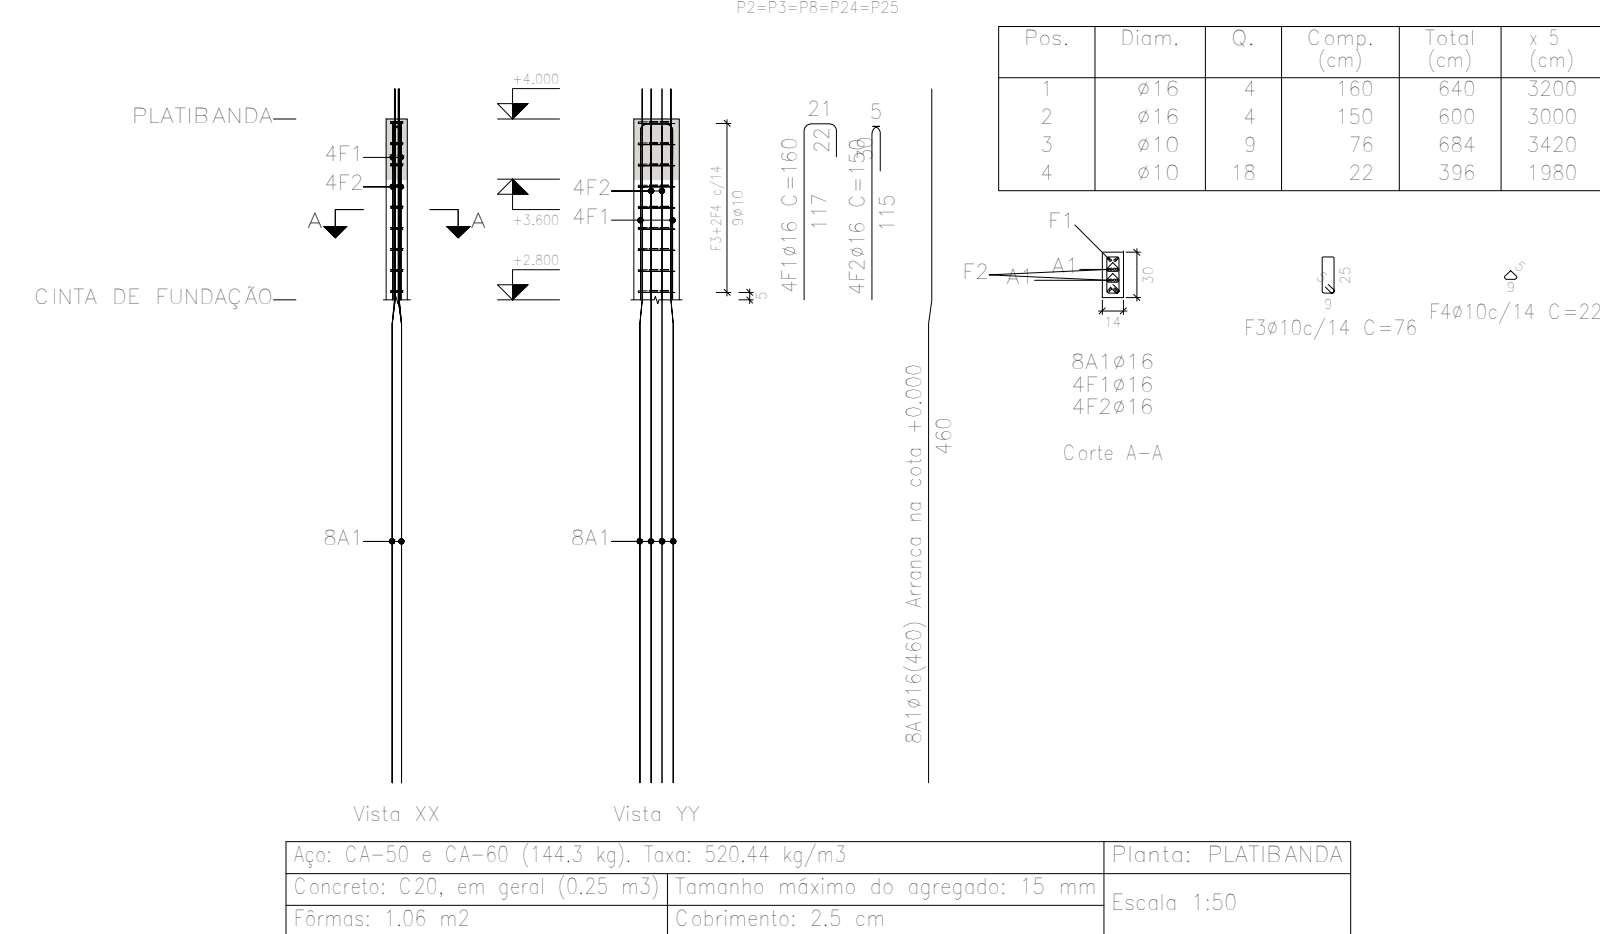 P2=P3=P8=P24=P25
Pos. Diam. Q. Comp. (cm) Total (cm) x 5 (cm)
1 ø16 4 160 640 3200
2 ø16 4 150 600 3000
3 ø10 9 76 684 3420
4 ø10 18 22 396 1980
PLATIBANDA
4F1
4F2
A A
CINTA DE FUNDAÇÃO
8A1
Vista XX
+4.000
+3.600
+2.800
4F2
4F1
8A1
Vista YY
F3+2F4 c/14
9ø10
5
21
22
4F1ø16 C=160
117
5
30
4F2ø16 C=150
115
8A1ø16(460) Arranca na cota +0.000
460
F1
F2
A1
A1
30
14
8A1ø16
4F1ø16
4F2ø16
Corte A-A
5
25
9
F3ø10c/14 C=76
5
9
F4ø10c/14 C=22
Aço: CA-50 e CA-60 (144.3 kg). Taxa: 520.44 kg/m3
Planta: PLATIBANDA
Concreto: C20, em geral (0.25 m3)
Tamanho máximo do agregado: 15 mm
Escala 1:50
Fôrmas: 1.06 m2
Cobrimento: 2.5 cm